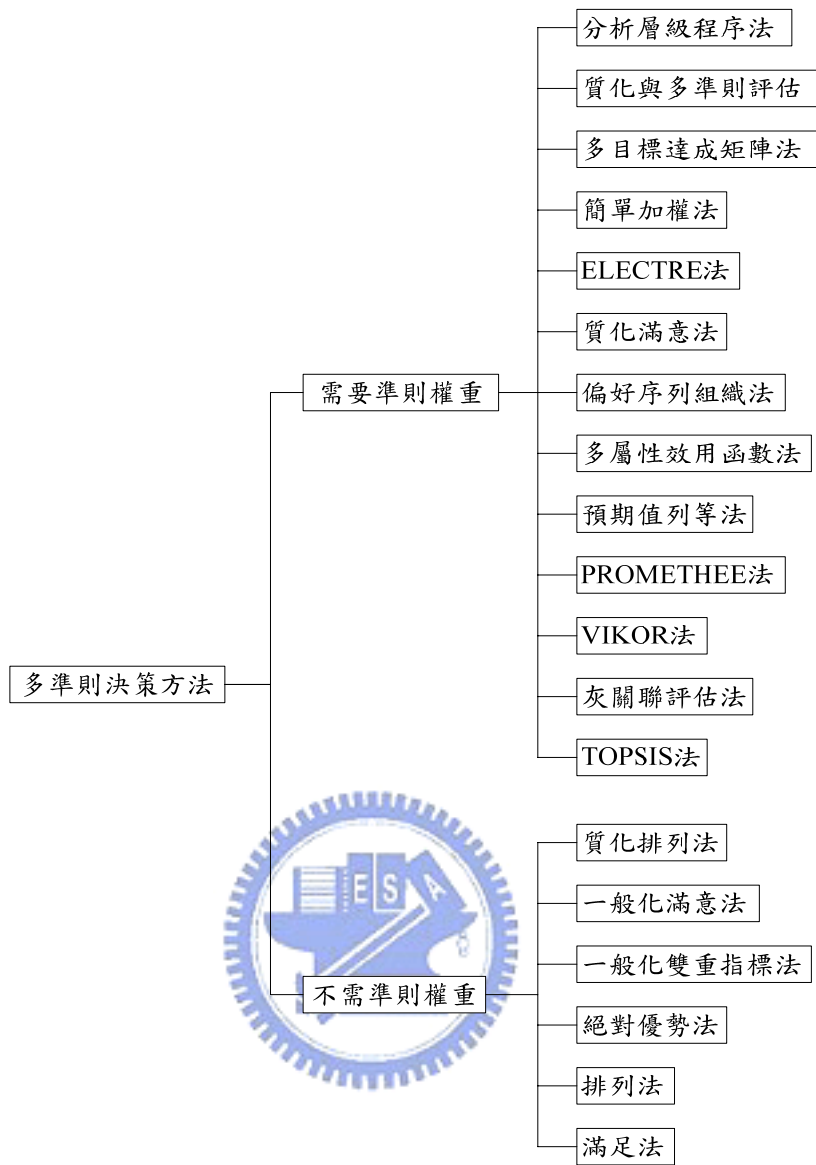 多準則決策方法
需要準則權重
分析層級程序法
質化與多準則評估
多目標達成矩陣法
簡單加權法
ELECTRE法
質化滿意法
偏好序列組織法
多屬性效用函數法
預期值列等法
PROMETHEE法
VIKOR法
灰關聯評估法
TOPSIS法
不需準則權重
質化排列法
一般化滿意法
一般化雙重指標法
絕對優勢法
排列法
滿足法
E S A